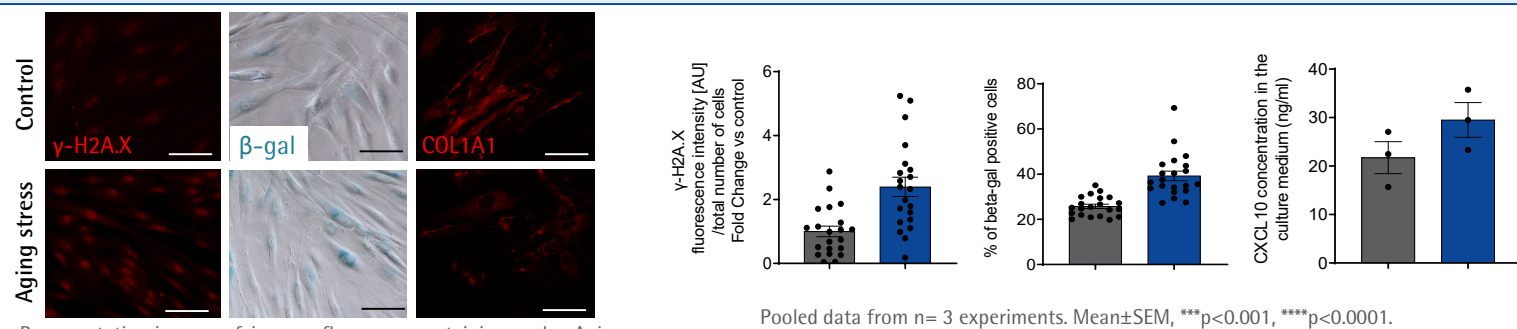 Control
γ-H2A.X
β-gal
COL1A1
Aging stress
γ-H2A.X
fluorescence intensity [AU]
/total number of cells
Fold Change vs control
6
4
2
0
% of beta-gal positive cells
80
60
40
20
0
CXCL10 concentration in the
culture medium (ng/ml)
40
30
20
10
0
Pooled data from n= 3 experiments. Mean±SEM, ***p<0.001, ****p<0.0001.